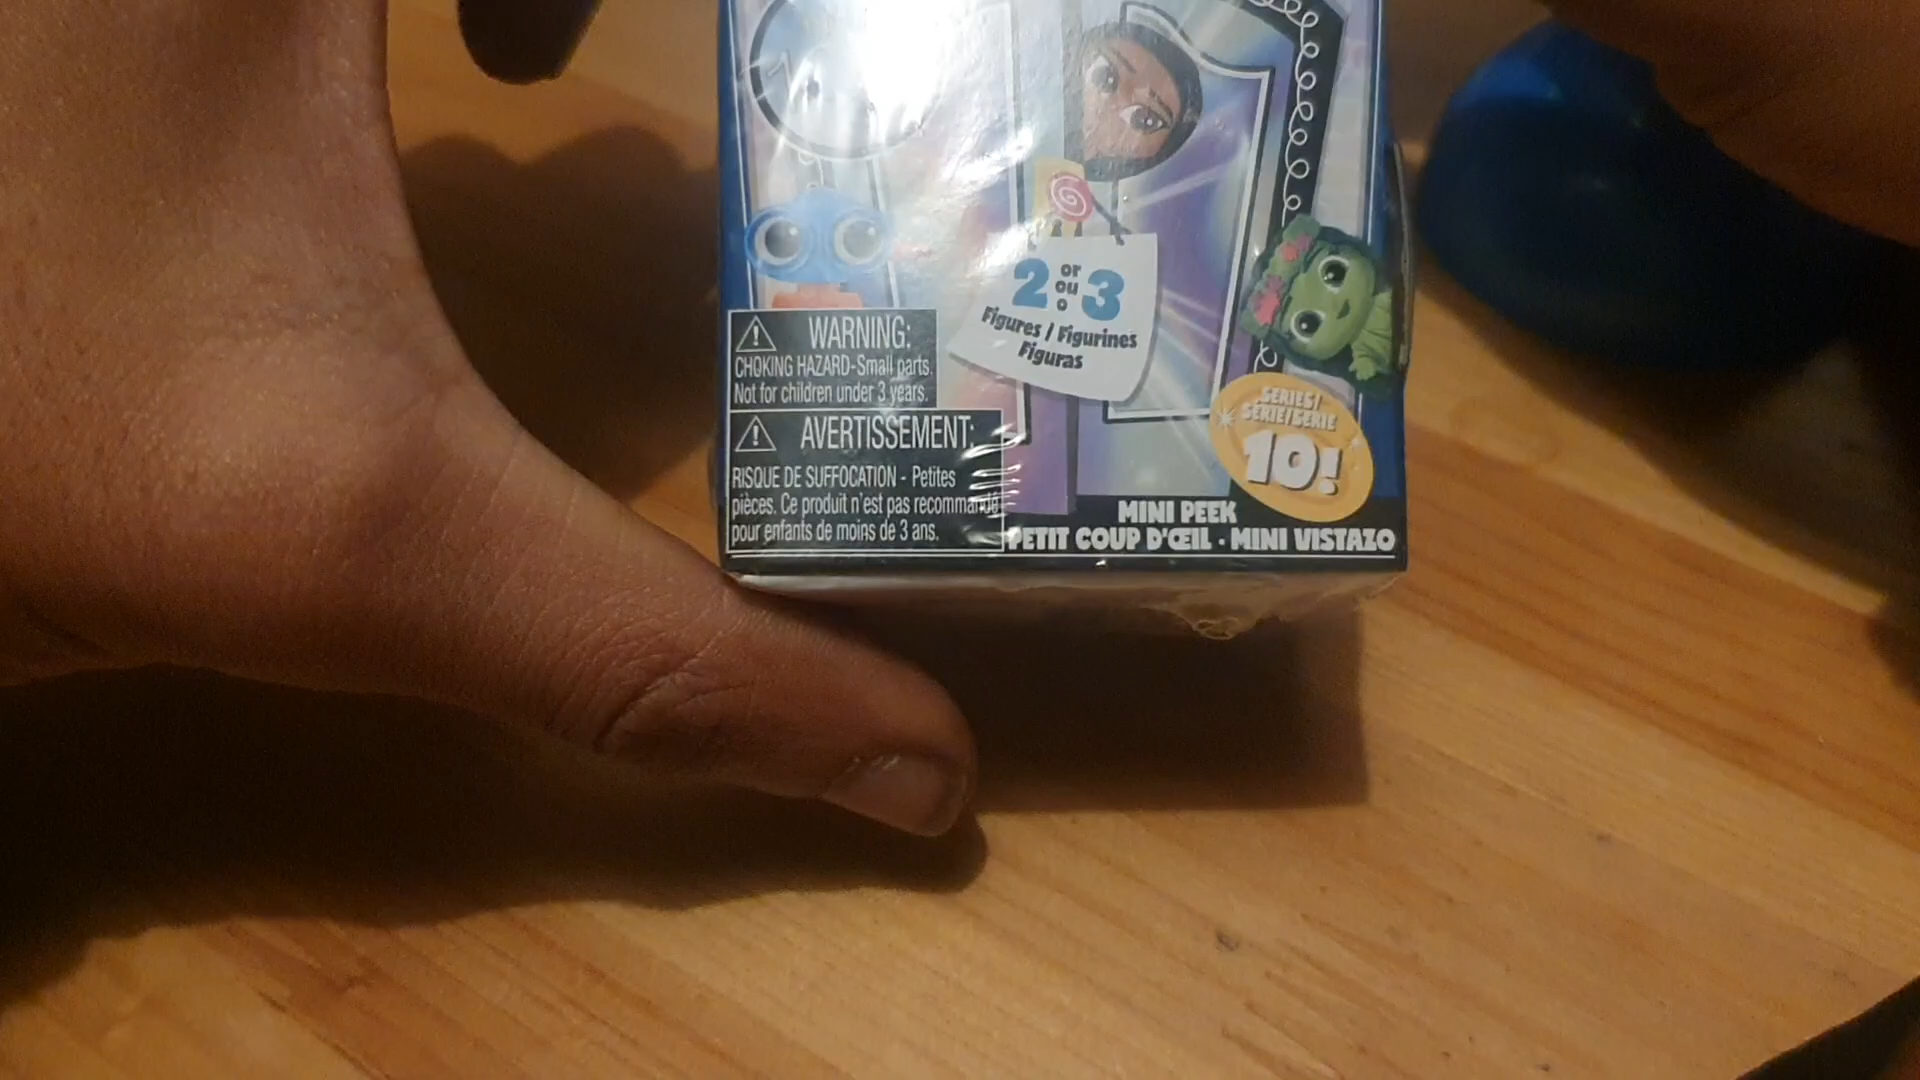 2 or ou o 3
Figures / Figurines
Figuras
WARNING:
CHOKING HAZARD-Small parts.
Not for children under 3 years.
AVERTISSEMENT:
RISQUE DE SUFFOCATION - Petites
pièces. Ce produit n'est pas recommandé
pour enfants de moins de 3 ans.
SERIES/
SÉRIE/SERIE
10!
MINI PEEK
PETIT COUP D'ŒIL · MINI VISTAZO